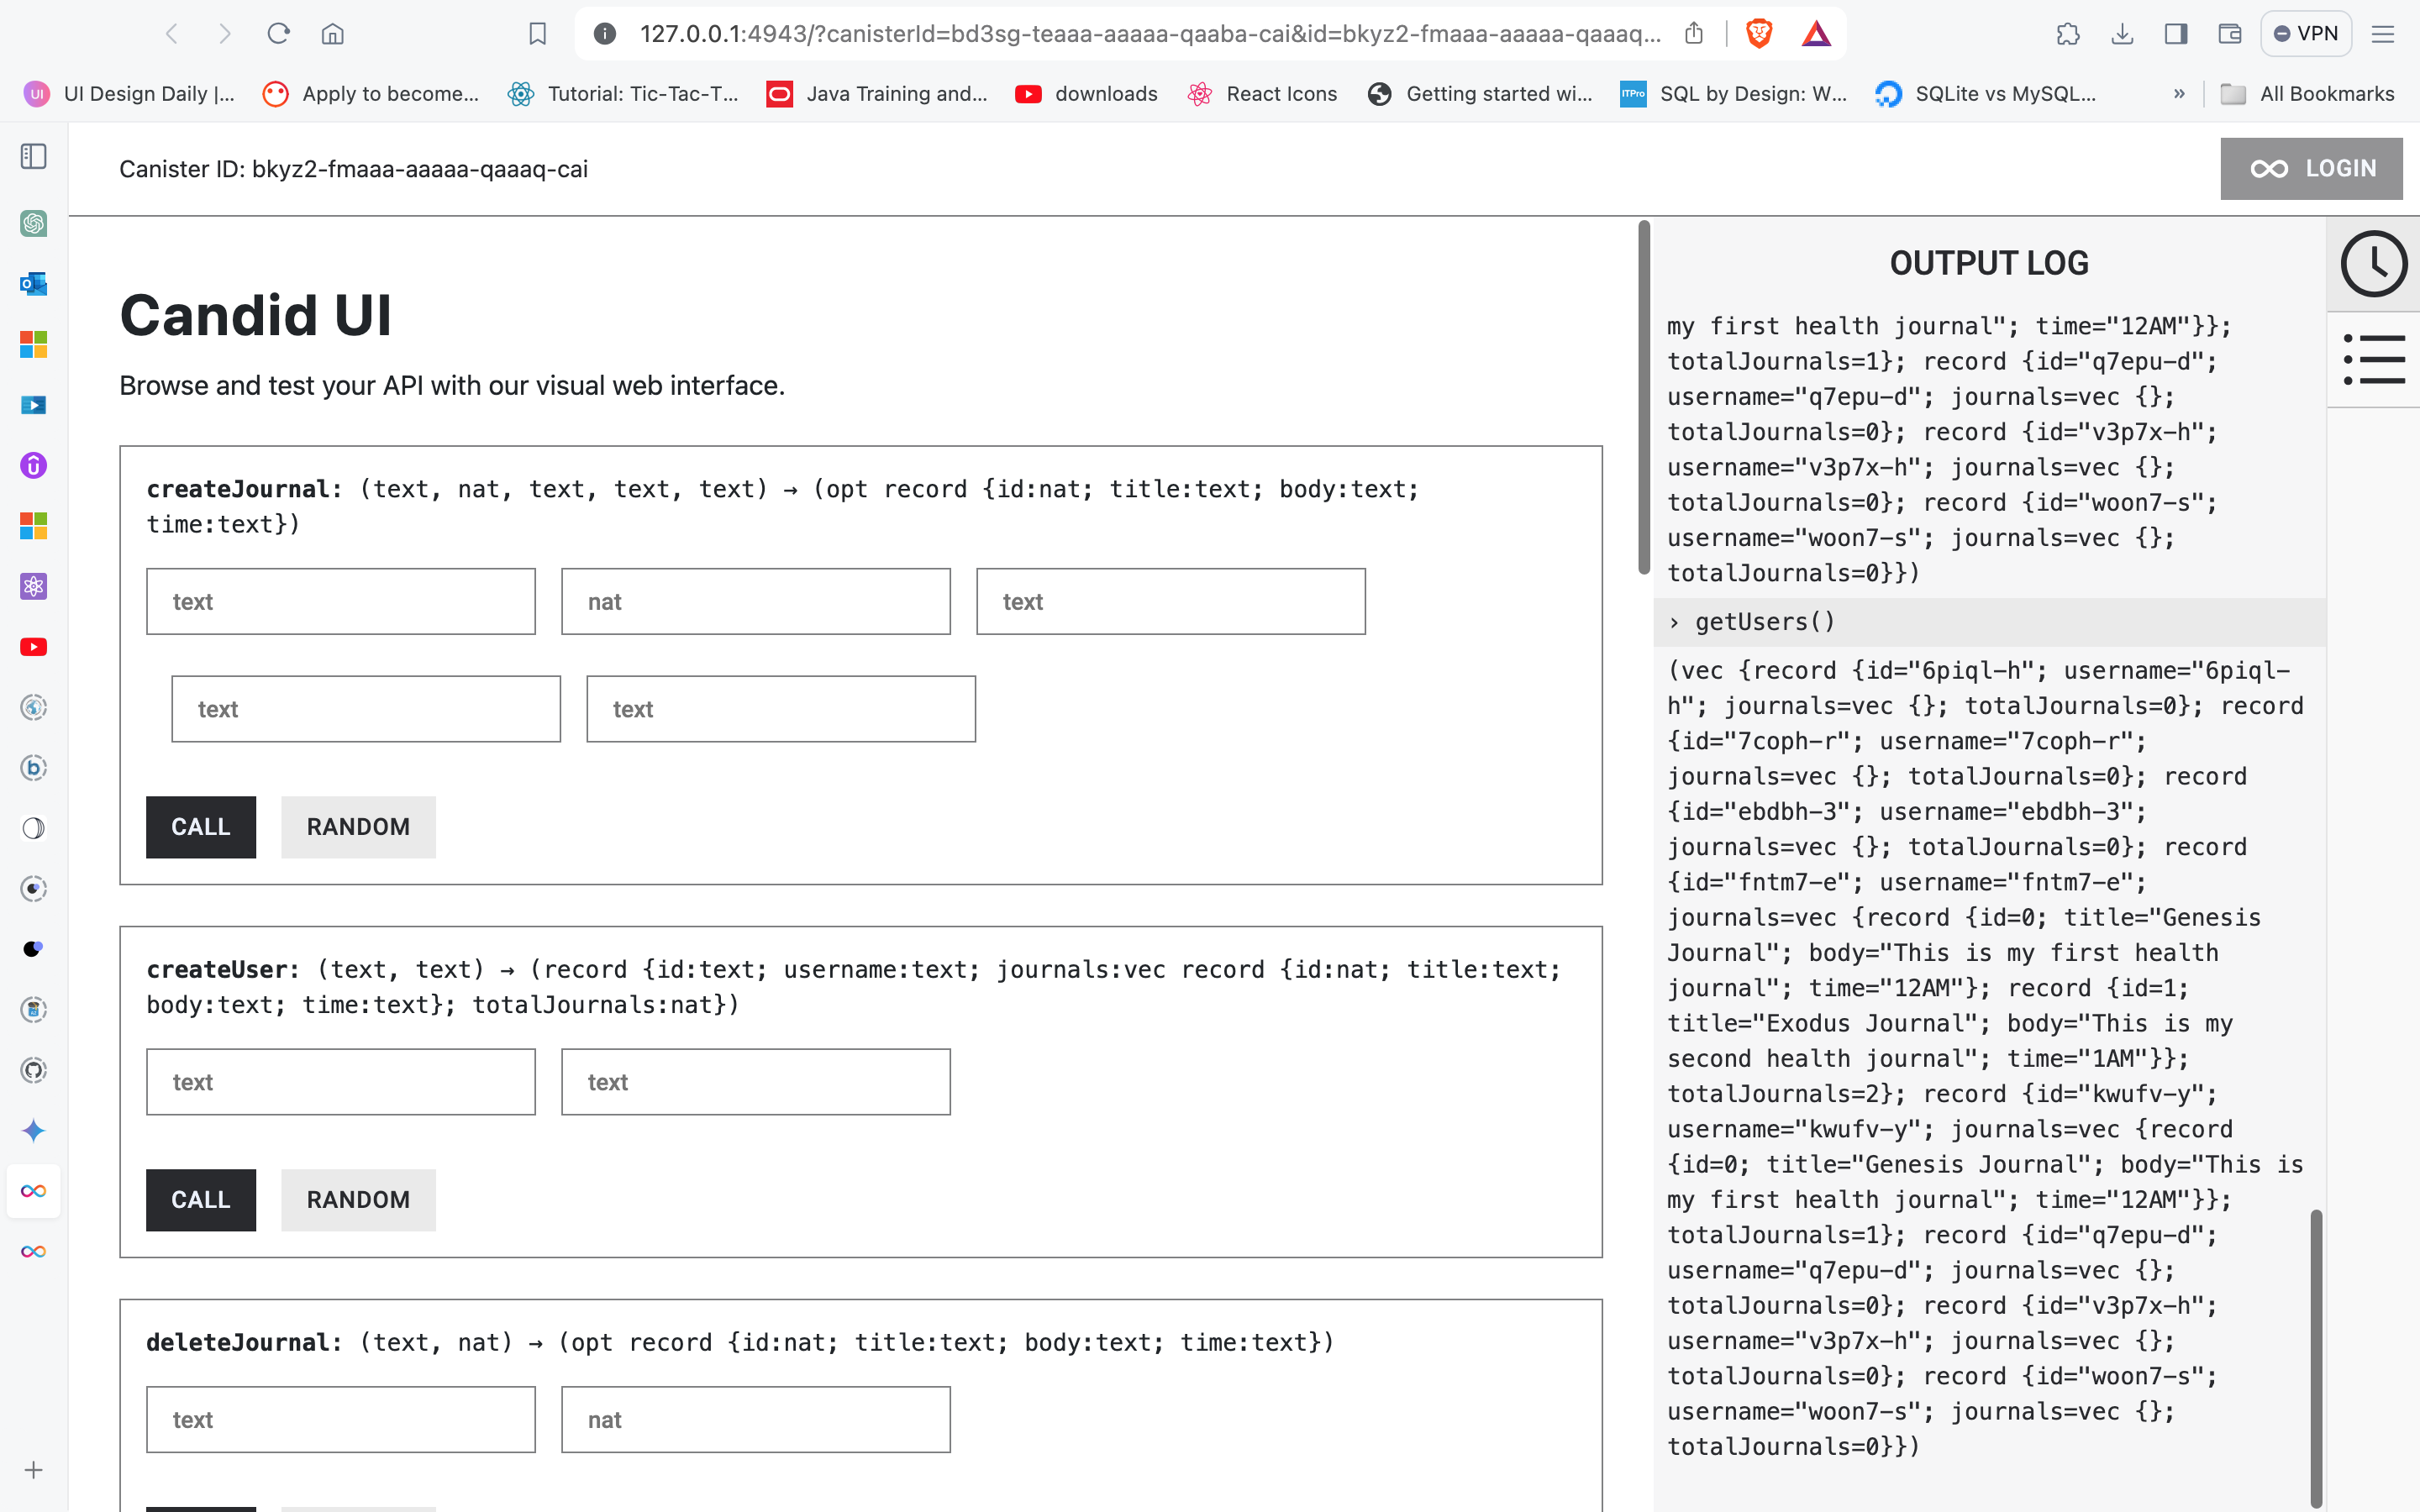 127.0.0.1:4943/?canisterId=bd3sg-teaaa-aaaaa-qaaba-cai&id=bkyz2-fmaaa-aaaaa-qaaaq...
VPN
UI Design Daily |...
Apply to become...
Tutorial: Tic-Tac-T...
Java Training and...
downloads
React Icons
Getting started wi...
ITPro
SQL by Design: W...
SQLite vs MySQL...
»
All Bookmarks
Canister ID: bkyz2-fmaaa-aaaaa-qaaaq-cai
LOGIN
Candid UI
Browse and test your API with our visual web interface.
createJournal: (text, nat, text, text, text) → (opt record {id:nat; title:text; body:text;
time:text})
text
nat
text
text
text
CALL
RANDOM
createUser: (text, text) → (record {id:text; username:text; journals:vec record {id:nat; title:text;
body:text; time:text}; totalJournals:nat})
text
text
CALL
RANDOM
deleteJournal: (text, nat) → (opt record {id:nat; title:text; body:text; time:text})
text
nat
OUTPUT LOG
my first health journal"; time="12AM"}};
totalJournals=1}; record {id="q7epu-d";
username="q7epu-d"; journals=vec {};
totalJournals=0}; record {id="v3p7x-h";
username="v3p7x-h"; journals=vec {};
totalJournals=0}; record {id="woon7-s";
username="woon7-s"; journals=vec {};
totalJournals=0}})
› getUsers()
(vec {record {id="6piql-h"; username="6piql-
h"; journals=vec {}; totalJournals=0}; record
{id="7coph-r"; username="7coph-r";
journals=vec {}; totalJournals=0}; record
{id="ebdbh-3"; username="ebdbh-3";
journals=vec {}; totalJournals=0}; record
{id="fntm7-e"; username="fntm7-e";
journals=vec {record {id=0; title="Genesis
Journal"; body="This is my first health
journal"; time="12AM"}; record {id=1;
title="Exodus Journal"; body="This is my
second health journal"; time="1AM"}};
totalJournals=2}; record {id="kwufv-y";
username="kwufv-y"; journals=vec {record
{id=0; title="Genesis Journal"; body="This is
my first health journal"; time="12AM"}};
totalJournals=1}; record {id="q7epu-d";
username="q7epu-d"; journals=vec {};
totalJournals=0}; record {id="v3p7x-h";
username="v3p7x-h"; journals=vec {};
totalJournals=0}; record {id="woon7-s";
username="woon7-s"; journals=vec {};
totalJournals=0}})